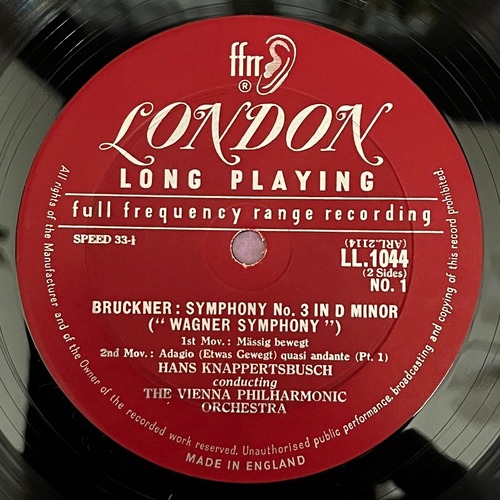 ffrr
®
LONDON
LONG PLAYING
full frequency range recording
SPEED 33⅓
(ARL.2114)
LL.1044
(2 Sides)
NO. 1
BRUCKNER: SYMPHONY No. 3 IN D MINOR
(“ WAGNER SYMPHONY ”)
1st Mov.: Mässig bewegt
2nd Mov.: Adagio (Etwas Gewegt) quasi andante (Pt. 1)
HANS KNAPPERTSBUSCH
conducting
THE VIENNA PHILHARMONIC
ORCHESTRA
All rights of the Manufacturer and of the Owner of the recorded work reserved. Unauthorised public performance, broadcasting and copying of this record prohibited.
MADE IN ENGLAND